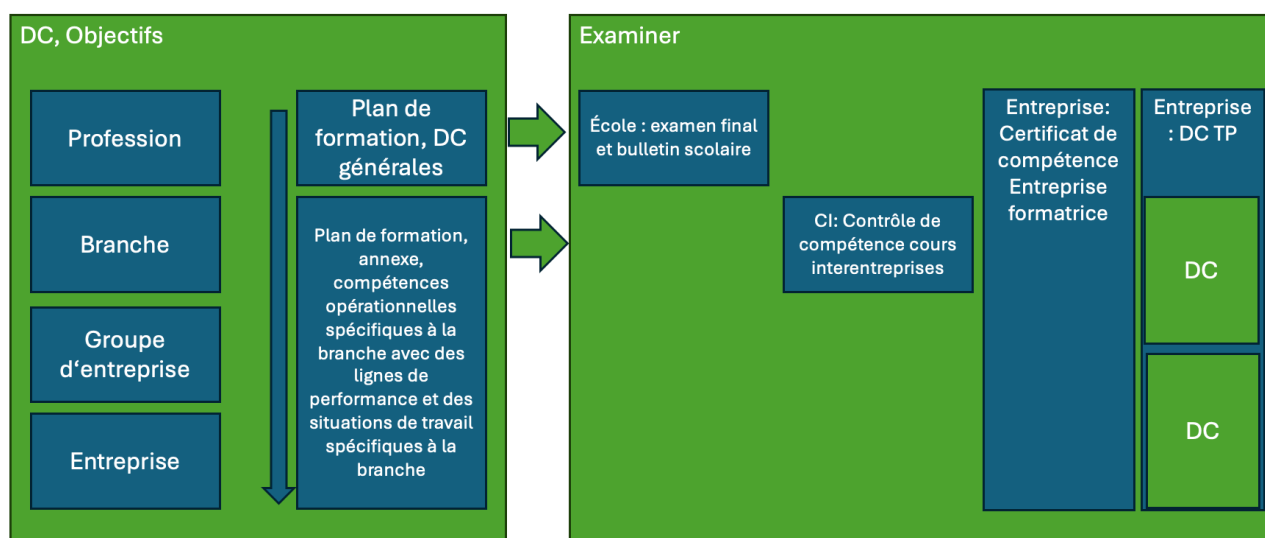 DC, Objectifs
Profession
Branche
Groupe
d‘entreprise
Entreprise
Plan de
formation, DC
générales
Plan de formation,
annexe,
compétences
opérationnelles
spécifiques à la
branche avec des
lignes de
performance et des
situations de travail
spécifiques à la
branche
Examiner
École : examen final
et bulletin scolaire
CI: Contrôle de
compétence cours
interentreprises
Entreprise:
Certificat de
compétence
Entreprise
formatrice
Entreprise
: DC TP
DC
DC